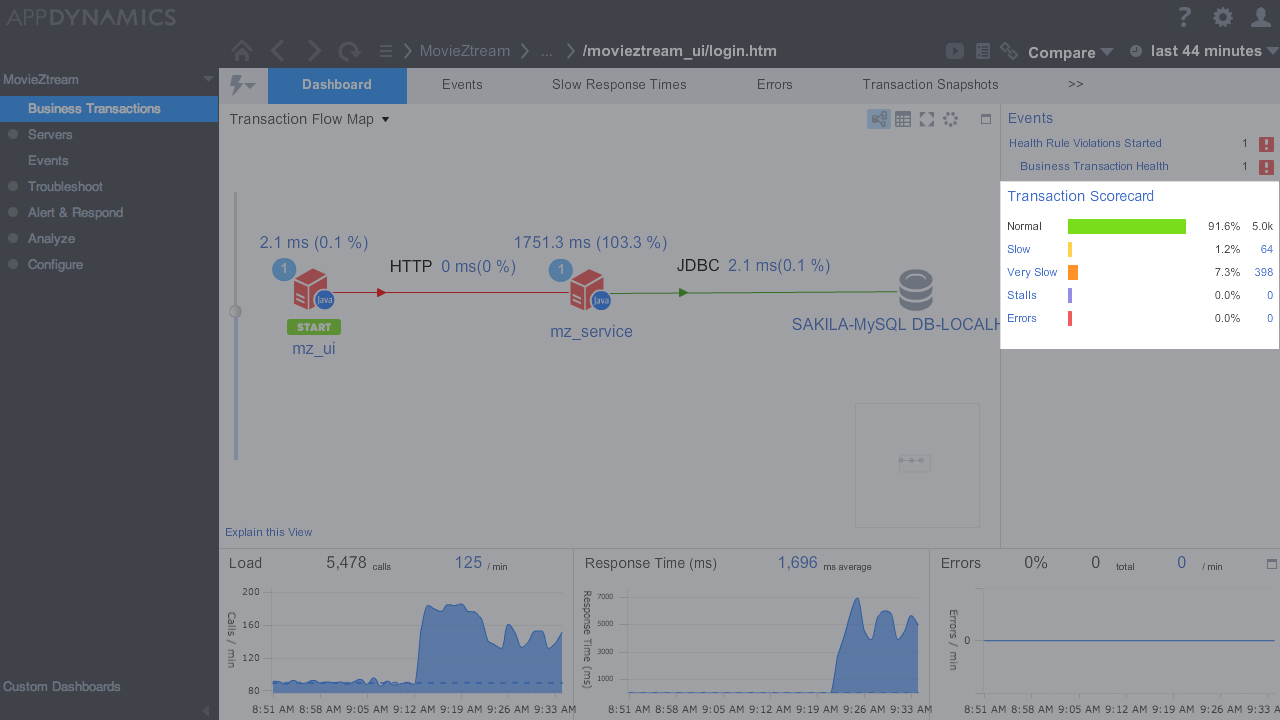 APPDYNAMICS
?
MovieZtream ... /movieztream_ui/login.htm Compare last 44 minutes
MovieZtream
Business Transactions
Servers
Events
Troubleshoot
Alert & Respond
Analyze
Configure
Custom Dashboards
Dashboard Events Slow Response Times Errors Transaction Snapshots >>
Transaction Flow Map
2.1 ms (0.1 %) 1751.3 ms (103.3 %)
1 HTTP 0 ms(0 %) 1 JDBC 2.1 ms(0.1 %)
java java
START
mz_ui mz_service SAKILA-MySQL DB-LOCALH
Explain this View
Events
Health Rule Violations Started 1 !
Business Transaction Health 1 !
Transaction Scorecard
Normal 91.6% 5.0k
Slow 1.2% 64
Very Slow 7.3% 398
Stalls 0.0% 0
Errors 0.0% 0
Load 5,478 calls 125 / min
Calls / min
200
160
120
80
8:51 AM 8:58 AM 9:05 AM 9:12 AM 9:19 AM 9:26 AM 9:33 AM
Response Time (ms) 1,696 ms average
Response Time (ms)
7000
5000
3000
1000
8:51 AM 8:58 AM 9:05 AM 9:12 AM 9:19 AM 9:26 AM 9:33 AM
Errors 0% 0 total 0 / min
Errors / min
0
8:51 AM 8:58 AM 9:05 AM 9:12 AM 9:19 AM 9:26 AM 9:33 A